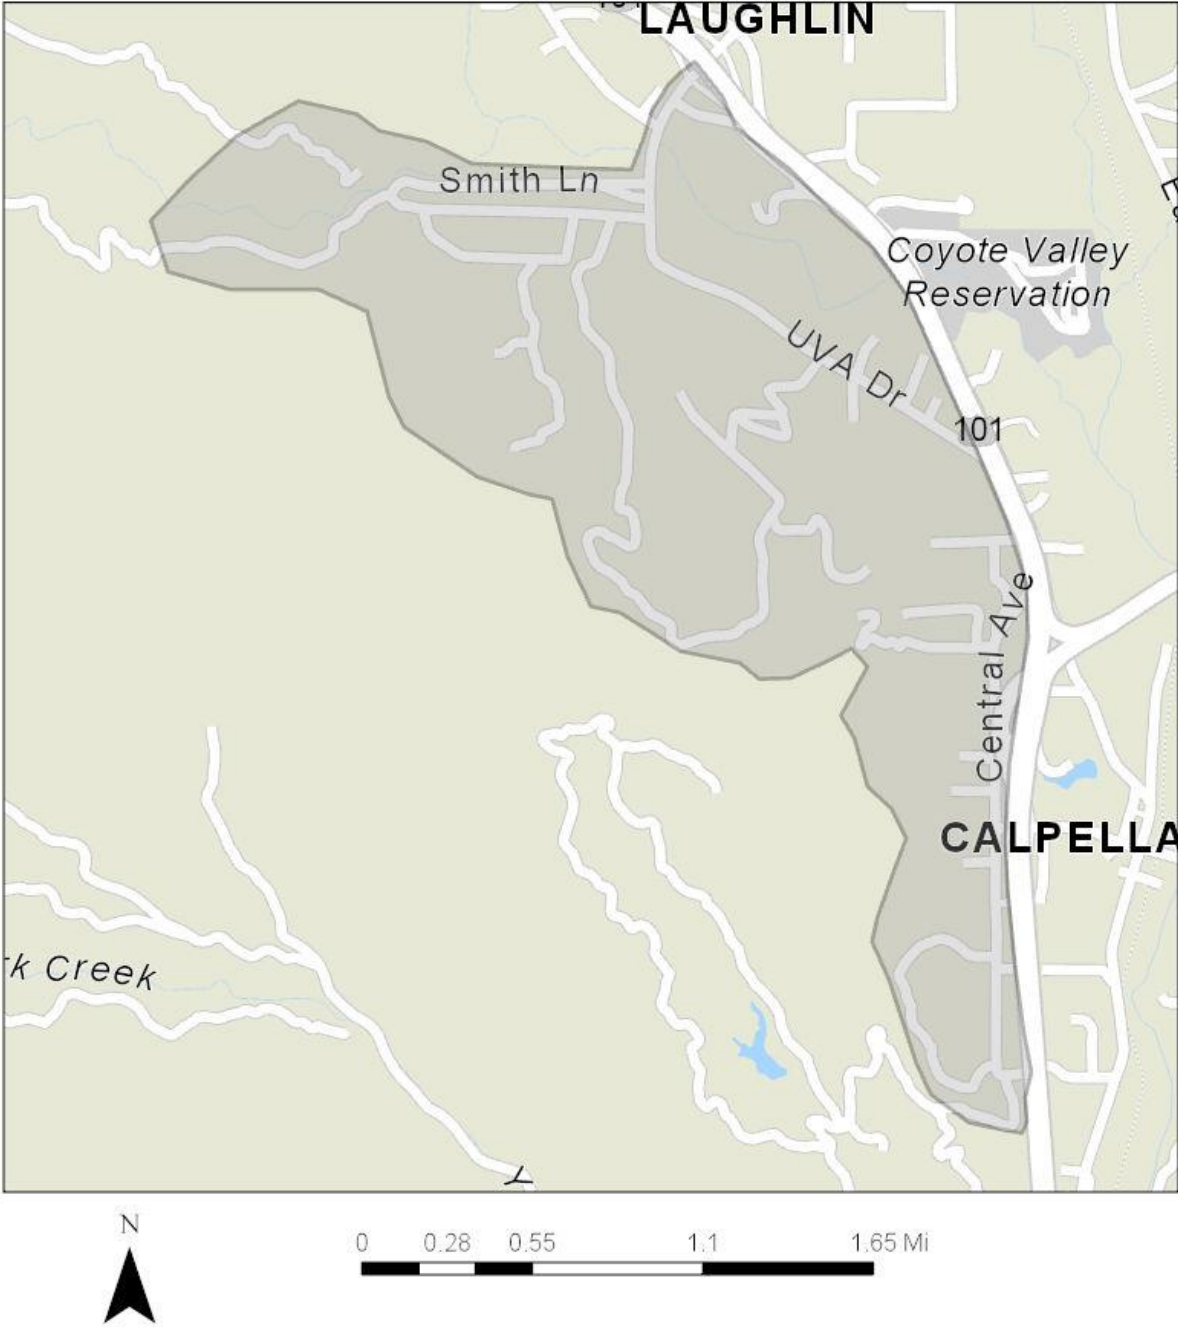 LAUGHLIN
Smith Ln
Coyote Valley
Reservation
UVA Dr
101
Central Ave
CALPELLA
rk Creek
Y
N
0 0.28 0.55 1.1 1.65 Mi